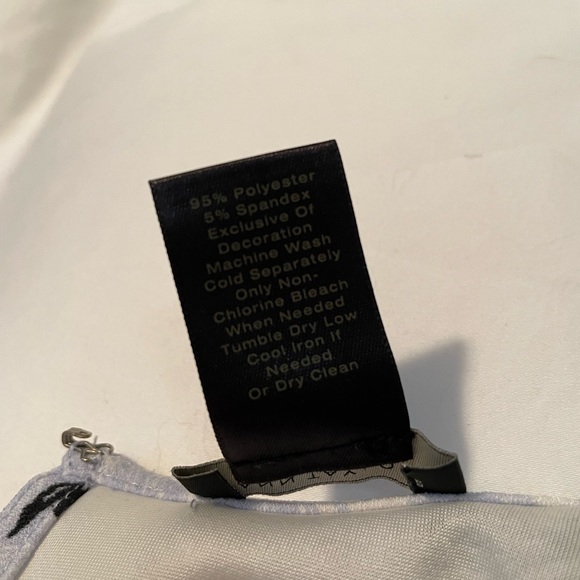 95% Polyester
5% Spandex
Exclusive Of
Decoration
Machine Wash
Cold Separately
Only Non-
Chlorine Bleach
When Needed
Tumble Dry Low
Cool Iron If
Needed
Or Dry Clean